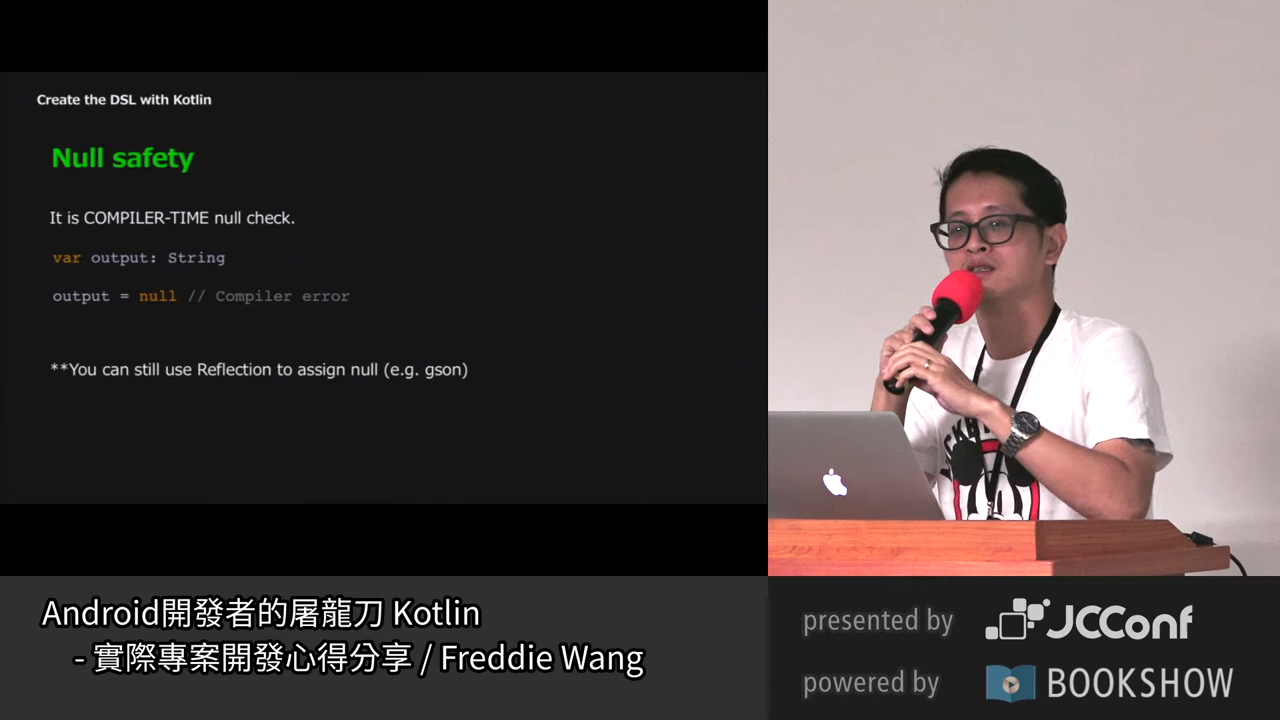 Create the DSL with Kotlin
Null safety
It is COMPILER-TIME null check.
var output: String
output = null // Compiler error
**You can still use Reflection to assign null (e.g. gson)
Android開發者的屠龍刀 Kotlin
- 實際專案開發心得分享 / Freddie Wang
presented by JCConf
powered by BOOKSHOW